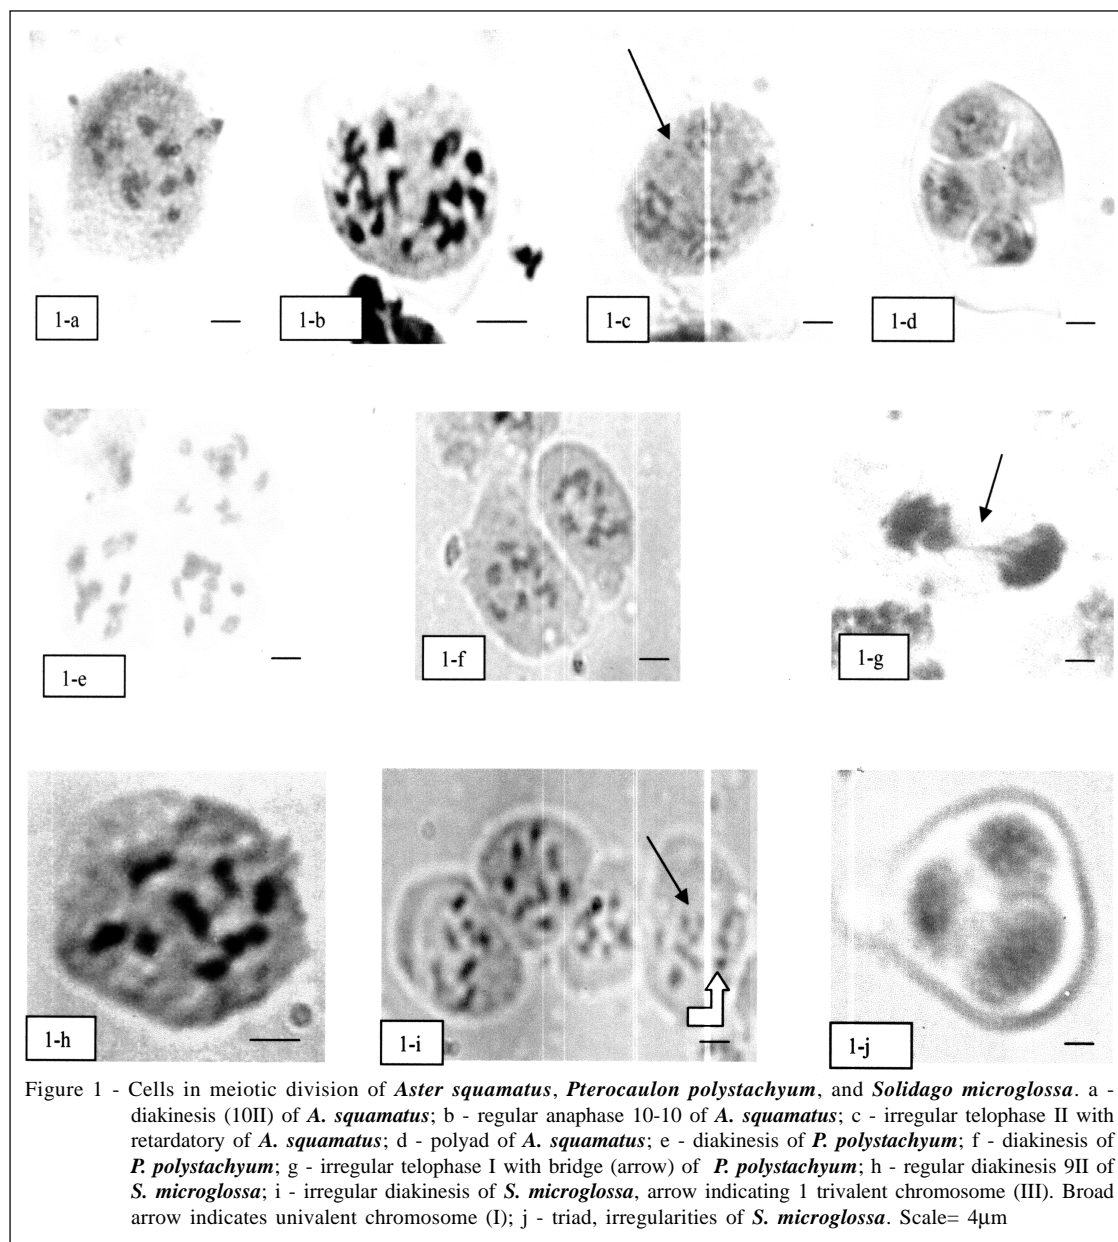 1-a
1-b
1-c
1-d
1-e
1-f
1-g
1-h
1-i
1-j
Figure 1 - Cells in meiotic division of Aster squamatus, Pterocaulon polystachyum, and Solidago microglossa. a -
diakinesis (10II) of A. squamatus; b - regular anaphase 10-10 of A. squamatus; c - irregular telophase II with
retardatory of A. squamatus; d - polyad of A. squamatus; e - diakinesis of P. polystachyum; f - diakinesis of
P. polystachyum; g - irregular telophase I with bridge (arrow) of P. polystachyum; h - regular diakinesis 9II of
S. microglossa; i - irregular diakinesis of S. microglossa, arrow indicating 1 trivalent chromosome (III). Broad
arrow indicates univalent chromosome (I); j - triad, irregularities of S. microglossa. Scale= 4μm